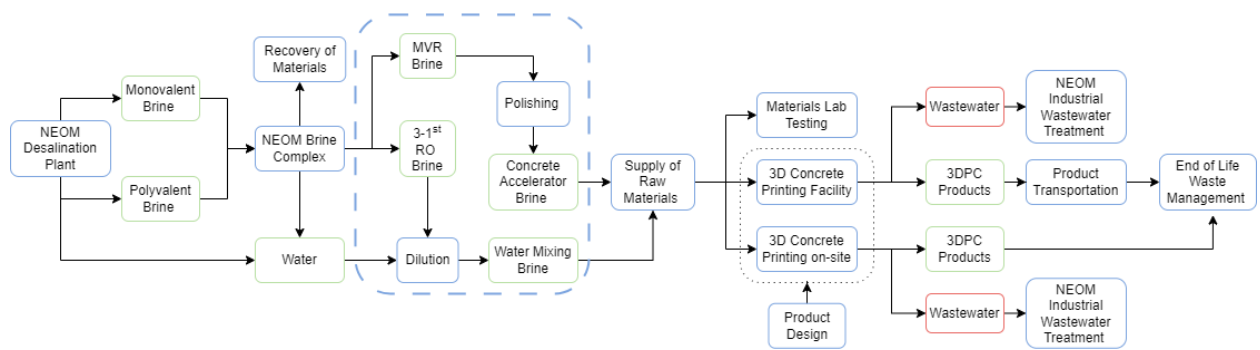 NEOM
Desalination
Plant
Monovalent
Brine
Polyvalent
Brine
Recovery of
Materials
NEOM Brine
Complex
Water
MVR
Brine
3-1st
RO
Brine
Dilution
Polishing
Concrete
Accelerator
Brine
Water Mixing
Brine
Supply of
Raw
Materials
Materials Lab
Testing
3D Concrete
Printing Facility
3D Concrete
Printing on-site
Product
Design
Wastewater
NEOM
Industrial
Wastewater
Treatment
3DPC
Products
Product
Transportation
End of Life
Waste
Management
3DPC
Products
Wastewater
NEOM
Industrial
Wastewater
Treatment